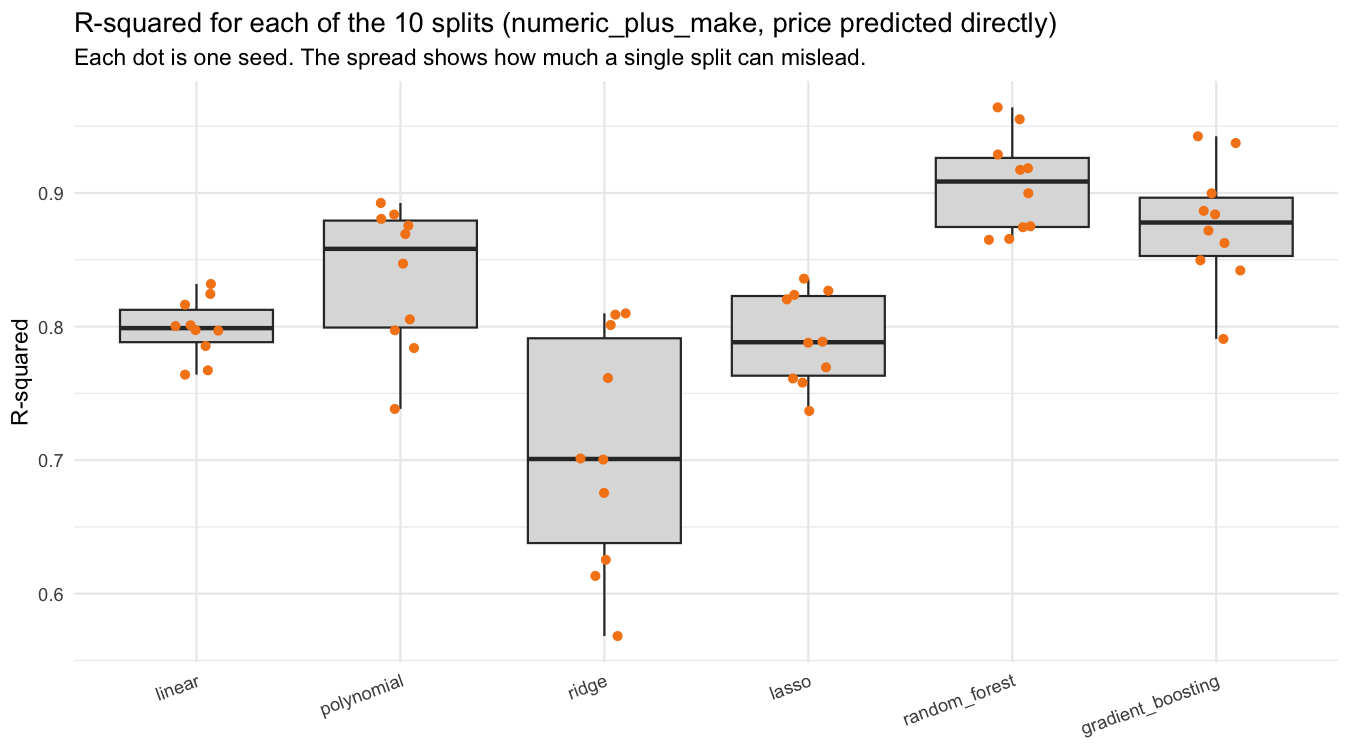 R-squared for each of the 10 splits (numeric_plus_make, price predicted directly)
Each dot is one seed. The spread shows how much a single split can mislead.
R-squared
0.9
0.8
0.7
0.6
linear
polynomial
ridge
lasso
random_forest
gradient_boosting